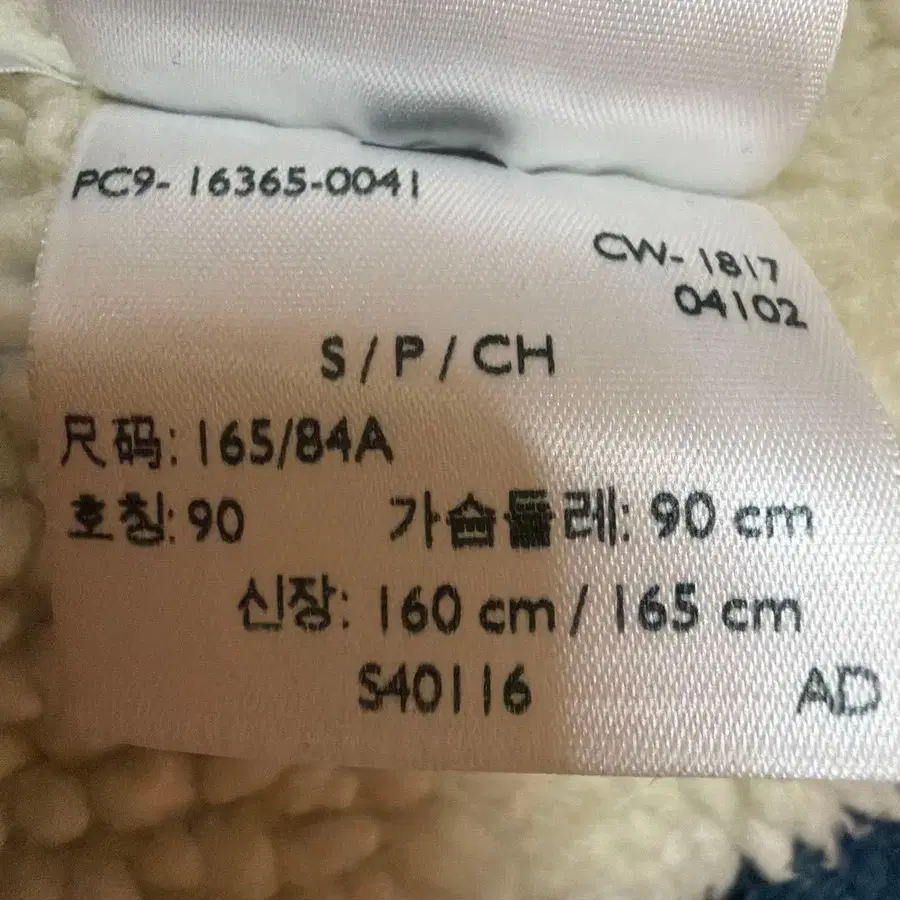 PC9-16365-0041
CW-1817
04102
S/P/CH
尺码: 165/84A
호칭: 90 가슴둘레: 90 cm
신장: 160 cm / 165 cm
S40116 AD